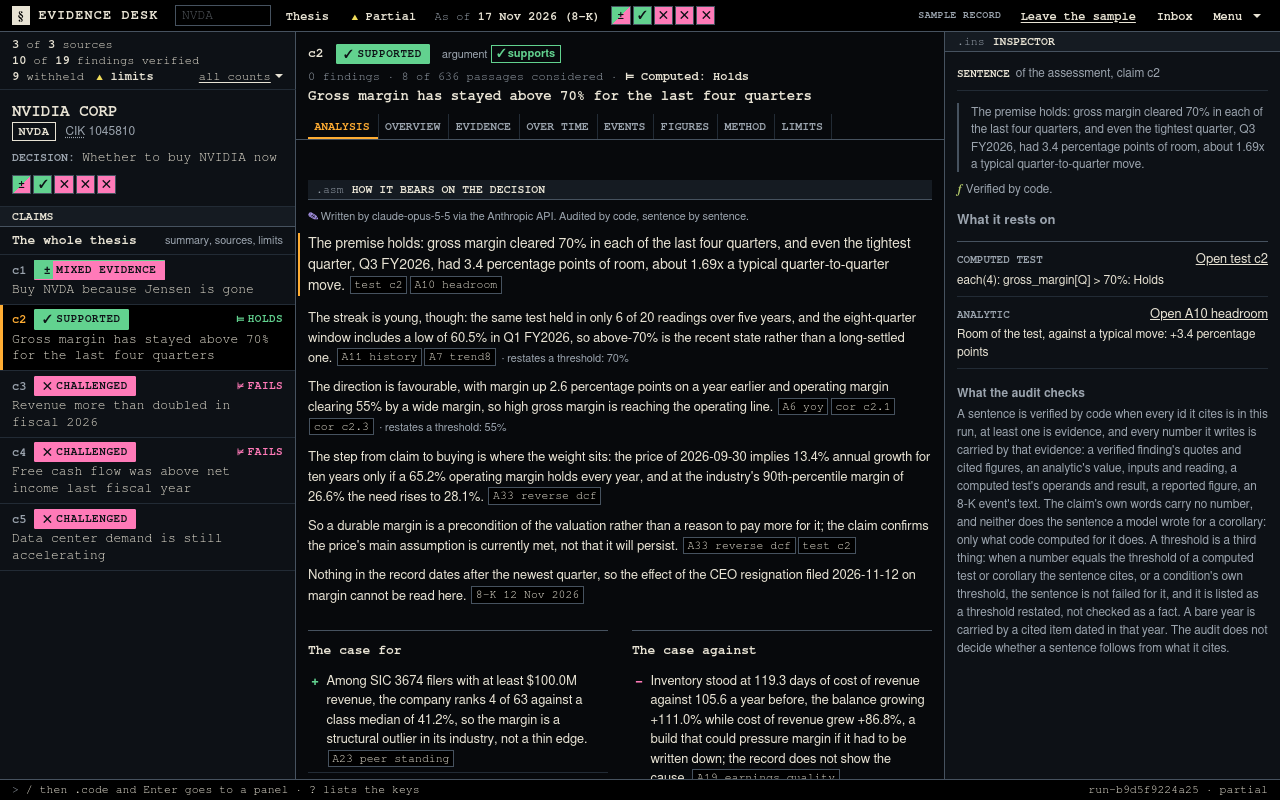 § EVIDENCE DESK NVDA Thesis ▲ Partial As of 17 Nov 2026 (8-K) ± ✓ ✕ ✕ ✕ SAMPLE RECORD Leave the sample Inbox Menu
3 of 3 sources
10 of 19 findings verified
9 withheld ▲ limits all counts
NVIDIA CORP
NVDA CIK 1045810
DECISION: Whether to buy NVIDIA now
± ✓ ✕ ✕ ✕
CLAIMS
The whole thesis summary, sources, limits
c1 ± MIXED EVIDENCE
Buy NVDA because Jensen is gone
c2 ✓ SUPPORTED ⊨ HOLDS
Gross margin has stayed above 70%
for the last four quarters
c3 ✕ CHALLENGED ⊭ FAILS
Revenue more than doubled in
fiscal 2026
c4 ✕ CHALLENGED ⊭ FAILS
Free cash flow was above net
income last fiscal year
c5 ✕ CHALLENGED
Data center demand is still
accelerating
c2 ✓ SUPPORTED argument ✓ supports
0 findings · 8 of 636 passages considered · ⊨ Computed: Holds
Gross margin has stayed above 70% for the last four quarters
ANALYSIS OVERVIEW EVIDENCE OVER TIME EVENTS FIGURES METHOD LIMITS
.asm HOW IT BEARS ON THE DECISION
✎ Written by claude-opus-5-5 via the Anthropic API. Audited by code, sentence by sentence.
The premise holds: gross margin cleared 70% in each of the last four quarters, and even the tightest
quarter, Q3 FY2026, had 3.4 percentage points of room, about 1.69x a typical quarter-to-quarter
move. test c2 A10 headroom
The streak is young, though: the same test held in only 6 of 20 readings over five years, and the eight-quarter
window includes a low of 60.5% in Q1 FY2026, so above-70% is the recent state rather than a long-settled
one. A11 history A7 trend8 · restates a threshold: 70%
The direction is favourable, with margin up 2.6 percentage points on a year earlier and operating margin
clearing 55% by a wide margin, so high gross margin is reaching the operating line. A6 yoy cor c2.1
cor c2.3 · restates a threshold: 55%
The step from claim to buying is where the weight sits: the price of 2026-09-30 implies 13.4% annual growth for
ten years only if a 65.2% operating margin holds every year, and at the industry's 90th-percentile margin of
26.6% the need rises to 28.1%. A33 reverse dcf
So a durable margin is a precondition of the valuation rather than a reason to pay more for it; the claim confirms
the price's main assumption is currently met, not that it will persist. A33 reverse dcf test c2
Nothing in the record dates after the newest quarter, so the effect of the CEO resignation filed 2026-11-12 on
margin cannot be read here. 8-K 12 Nov 2026
The case for
+ Among SIC 3674 filers with at least $100.0M
revenue, the company ranks 4 of 63 against a
class median of 41.2%, so the margin is a
structural outlier in its industry, not a thin edge.
A23 peer standing
The case against
− Inventory stood at 119.3 days of cost of revenue
against 105.6 a year before, the balance growing
+111.0% while cost of revenue grew +86.8%, a
build that could pressure margin if it had to be
written down; the record does not show the
cause. A19 earnings quality
.ins INSPECTOR
SENTENCE of the assessment, claim c2
The premise holds: gross margin cleared 70% in each of
the last four quarters, and even the tightest quarter, Q3
FY2026, had 3.4 percentage points of room, about 1.69x
a typical quarter-to-quarter move.
ƒ Verified by code.
What it rests on
COMPUTED TEST Open test c2
each(4): gross_margin[Q] > 70%: Holds
ANALYTIC Open A10 headroom
Room of the test, against a typical move: +3.4 percentage
points
What the audit checks
A sentence is verified by code when every id it cites is in this
run, at least one is evidence, and every number it writes is
carried by that evidence: a verified finding's quotes and
cited figures, an analytic's value, inputs and reading, a
computed test's operands and result, a reported figure, an
8-K event's text. The claim's own words carry no number,
and neither does the sentence a model wrote for a corollary:
only what code computed for it does. A threshold is a third
thing: when a number equals the threshold of a computed
test or corollary the sentence cites, or a condition's own
threshold, the sentence is not failed for it, and it is listed as
a threshold restated, not checked as a fact. A bare year is
carried by a cited item dated in that year. The audit does not
decide whether a sentence follows from what it cites.
> / then .code and Enter goes to a panel · ? lists the keys run-b9d5f9224a25 · partial